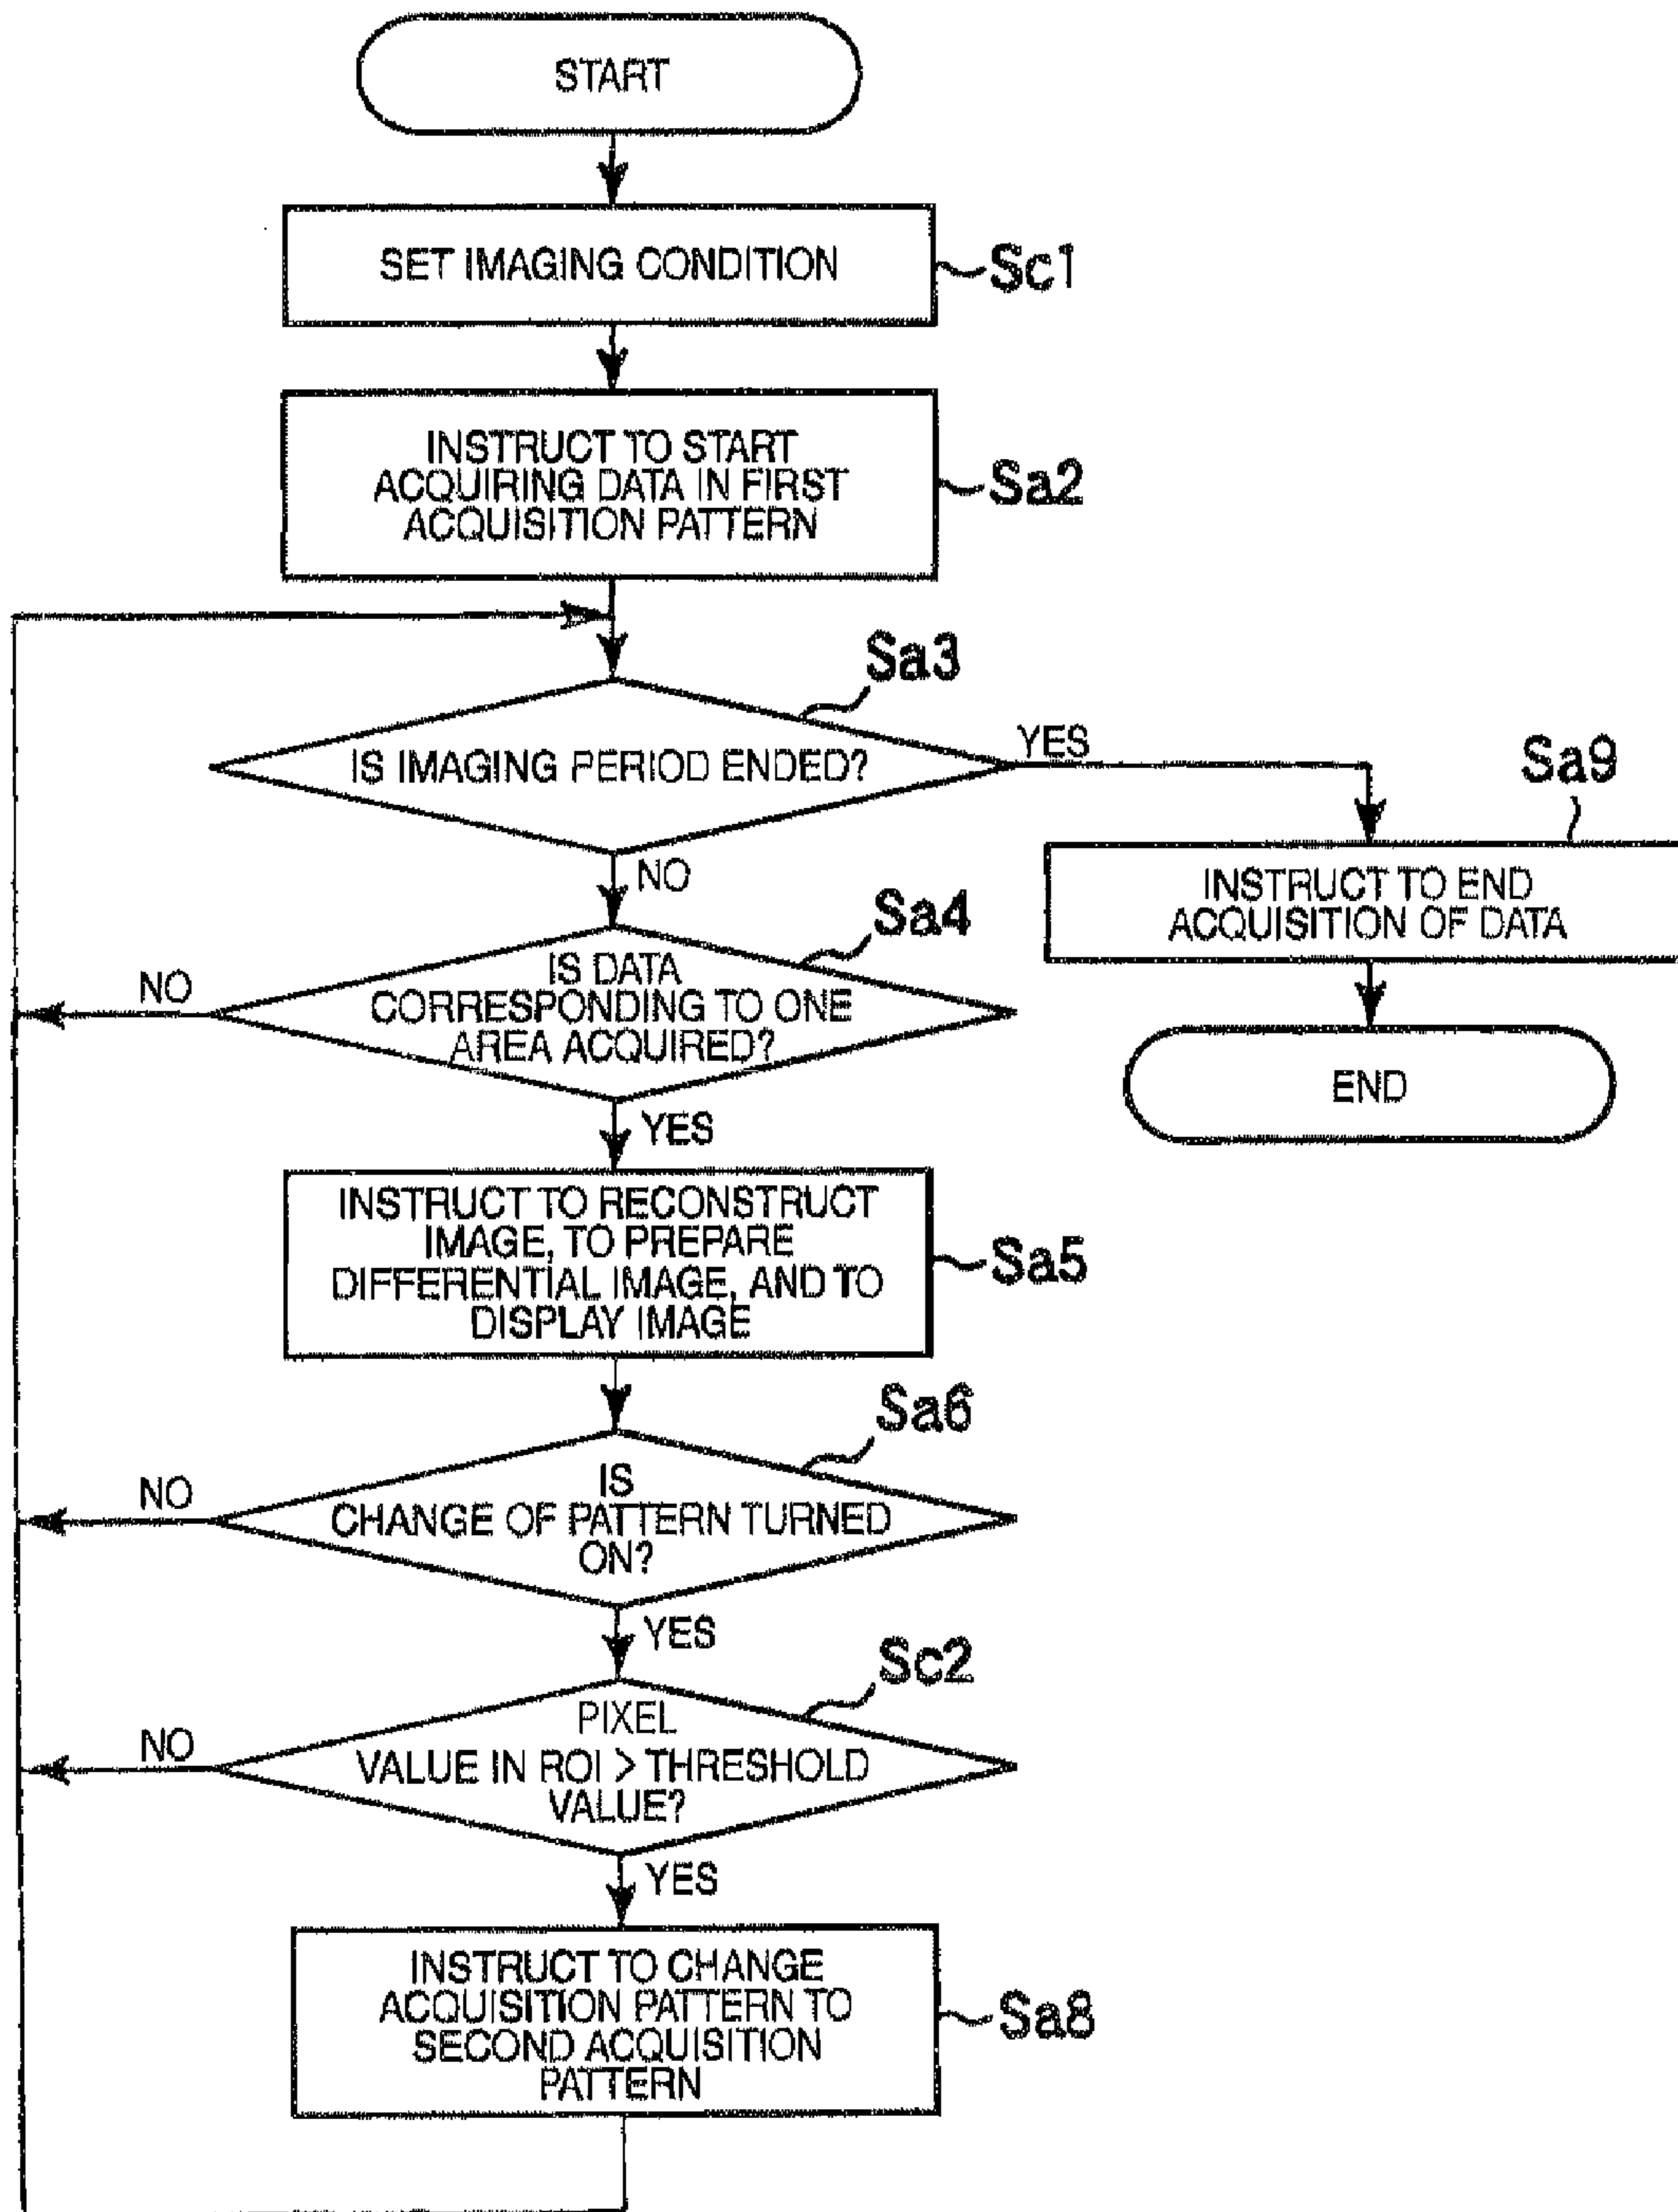 START
SET IMAGING CONDITION
Sc1
INSTRUCT TO START
ACQUIRING DATA IN FIRST
ACQUISITION PATTERN
Sa2
Sa3
IS IMAGING PERIOD ENDED?
YES
NO
Sa9
INSTRUCT TO END
ACQUISITION OF DATA
END
Sa4
IS DATA
CORRESPONDING TO ONE
AREA ACQUIRED?
NO
YES
INSTRUCT TO RECONSTRUCT
IMAGE, TO PREPARE
DIFFERENTIAL IMAGE, AND TO
DISPLAY IMAGE
Sa5
Sa6
IS
CHANGE OF PATTERN TURNED
ON?
NO
YES
Sc2
PIXEL
VALUE IN ROI > THRESHOLD
VALUE?
NO
YES
INSTRUCT TO CHANGE
ACQUISITION PATTERN TO
SECOND ACQUISITION
PATTERN
Sa8